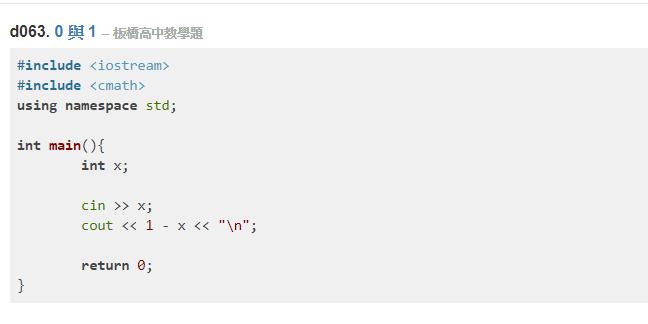 d063. 0 與 1 – 板橋高中教學題
#include <iostream>
#include <cmath>
using namespace std;
int main(){
int x;
cin >> x;
cout << 1 - x << "\n";
return 0;
}